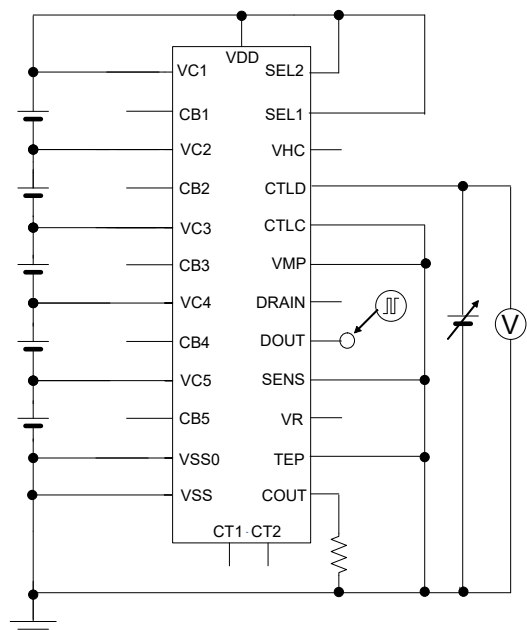 VDD
VC1
CB1
VC2
CB2
VC3
CB3
VC4
CB4
VC5
CB5
VSS0
VSS
CT1
CT2
SEL2
SEL1
VHC
CTLD
CTLC
VMP
DRAIN
DOUT
SENS
VR
TEP
COUT
V